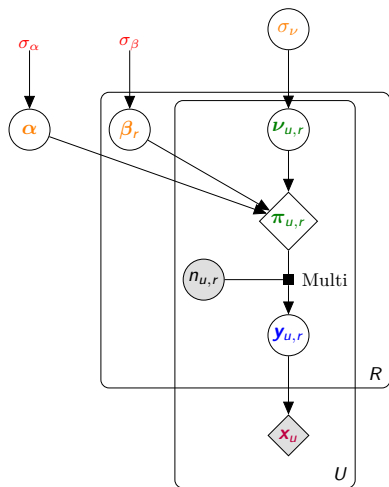 σ_α σ_β σ_ν
α β_r ν_{u,r}
π_{u,r}
n_{u,r} Multi
y_{u,r}
R
x_u
U